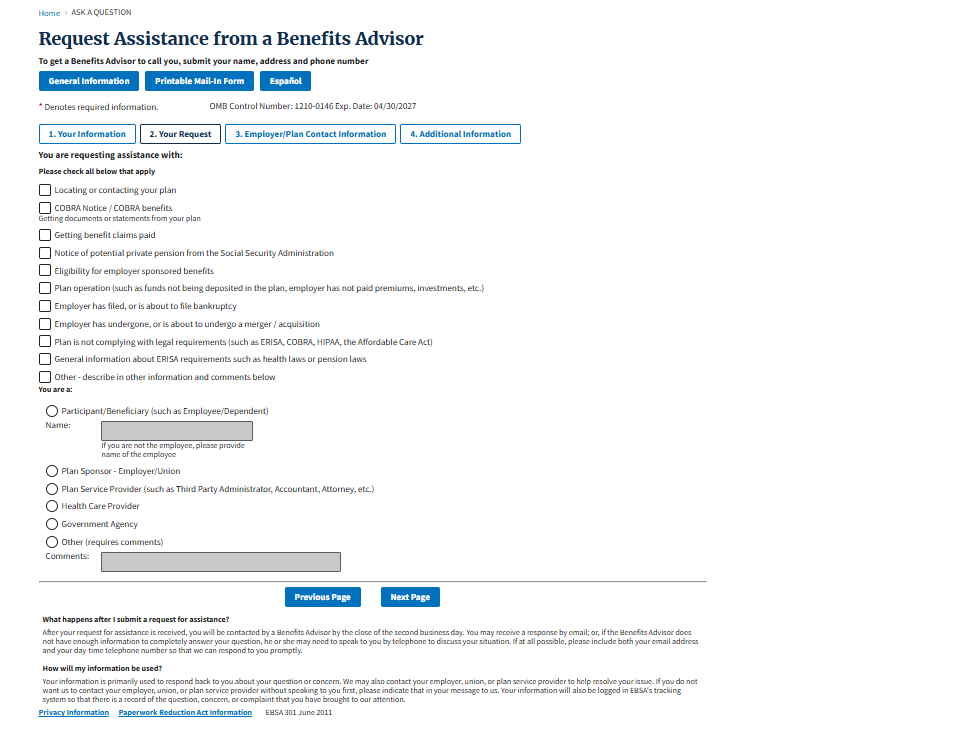 Home › ASK A QUESTION
Request Assistance from a Benefits Advisor
To get a Benefits Advisor to call you, submit your name, address and phone number
General Information Printable Mail-In Form Español
* Denotes required information. OMB Control Number: 1210-0146 Exp. Date: 04/30/2027
1. Your Information 2. Your Request 3. Employer/Plan Contact Information 4. Additional Information
You are requesting assistance with:
Please check all below that apply
Locating or contacting your plan
COBRA Notice / COBRA benefits
Getting documents or statements from your plan
Getting benefit claims paid
Notice of potential private pension from the Social Security Administration
Eligibility for employer sponsored benefits
Plan operation (such as funds not being deposited in the plan, employer has not paid premiums, investments, etc.)
Employer has filed, or is about to file bankruptcy
Employer has undergone, or is about to undergo a merger / acquisition
Plan is not complying with legal requirements (such as ERISA, COBRA, HIPAA, the Affordable Care Act)
General information about ERISA requirements such as health laws or pension laws
Other - describe in other information and comments below
You are a:
Participant/Beneficiary (such as Employee/Dependent)
Name:
If you are not the employee, please provide
name of the employee
Plan Sponsor - Employer/Union
Plan Service Provider (such as Third Party Administrator, Accountant, Attorney, etc.)
Health Care Provider
Government Agency
Other (requires comments)
Comments:
Previous Page Next Page
What happens after I submit a request for assistance?
After your request for assistance is received, you will be contacted by a Benefits Advisor by the close of the second business day. You may receive a response by email; or, if the Benefits Advisor does
not have enough information to completely answer your question, he or she may need to speak to you by telephone to discuss your situation. If at all possible, please include both your email address
and your day-time telephone number so that we can respond to you promptly.
How will my information be used?
Your information is primarily used to respond back to you about your question or concern. We may also contact your employer, union, or plan service provider to help resolve your issue. If you do not
want us to contact your employer, union, or plan service provider without speaking to you first, please indicate that in your message to us. Your information will also be logged in EBSA's tracking
system so that there is a record of the question, concern, or complaint that you have brought to our attention.
Privacy Information Paperwork Reduction Act Information EBSA 301 June 2011